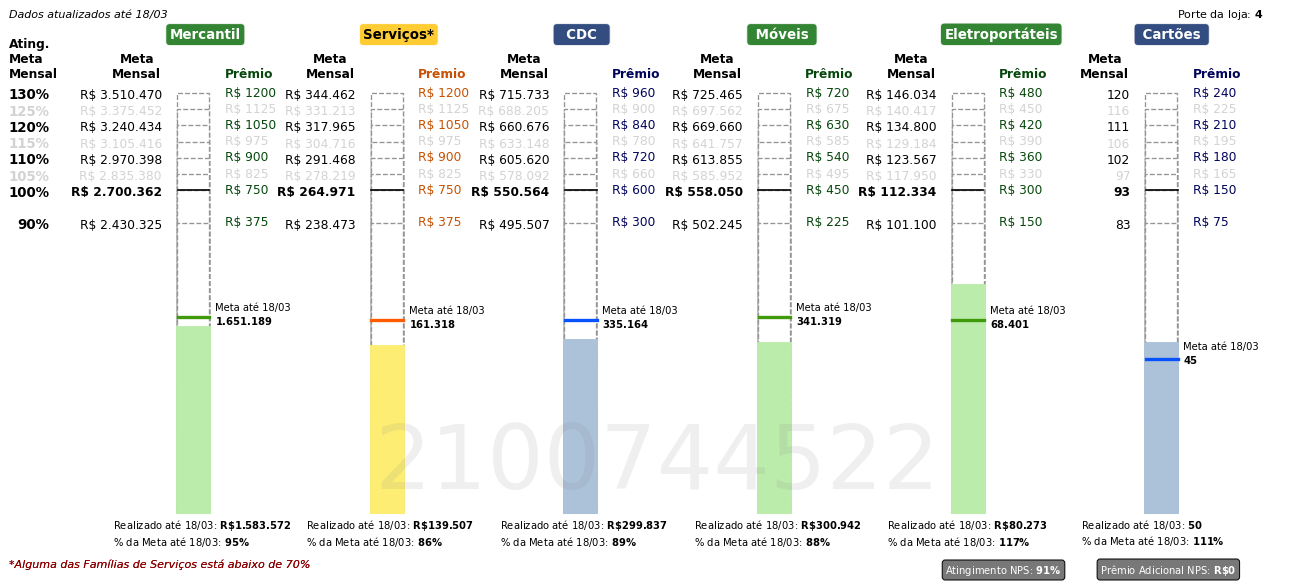 Dados atualizados até 18/03
Porte da loja: 4
Mercantil Serviços* CDC Móveis Eletroportáteis Cartões
Ating. Meta Mensal
Meta Mensal Prêmio Meta Mensal Prêmio Meta Mensal Prêmio Meta Mensal Prêmio Meta Mensal Prêmio Meta Mensal Prêmio
130% R$ 3.510.470 R$ 1200 R$ 344.462 R$ 1200 R$ 715.733 R$ 960 R$ 725.465 R$ 720 R$ 146.034 R$ 480 120 R$ 240
125% R$ 3.375.452 R$ 1125 R$ 331.213 R$ 1125 R$ 688.205 R$ 900 R$ 697.562 R$ 675 R$ 140.417 R$ 450 116 R$ 225
120% R$ 3.240.434 R$ 1050 R$ 317.965 R$ 1050 R$ 660.676 R$ 840 R$ 669.660 R$ 630 R$ 134.800 R$ 420 111 R$ 210
115% R$ 3.105.416 R$ 975 R$ 304.716 R$ 975 R$ 633.148 R$ 780 R$ 641.757 R$ 585 R$ 129.184 R$ 390 106 R$ 195
110% R$ 2.970.398 R$ 900 R$ 291.468 R$ 900 R$ 605.620 R$ 720 R$ 613.855 R$ 540 R$ 123.567 R$ 360 102 R$ 180
105% R$ 2.835.380 R$ 825 R$ 278.219 R$ 825 R$ 578.092 R$ 660 R$ 585.952 R$ 495 R$ 117.950 R$ 330 97 R$ 165
100% R$ 2.700.362 R$ 750 R$ 264.971 R$ 750 R$ 550.564 R$ 600 R$ 558.050 R$ 450 R$ 112.334 R$ 300 93 R$ 150
90% R$ 2.430.325 R$ 375 R$ 238.473 R$ 375 R$ 495.507 R$ 300 R$ 502.245 R$ 225 R$ 101.100 R$ 150 83 R$ 75
Meta até 18/03 Meta até 18/03 Meta até 18/03 Meta até 18/03 Meta até 18/03
1.651.189 161.318 335.164 341.319 68.401
Meta até 18/03
45
2100744522
Realizado até 18/03: R$1.583.572 Realizado até 18/03: R$139.507 Realizado até 18/03: R$299.837 Realizado até 18/03: R$300.942 Realizado até 18/03: R$80.273 Realizado até 18/03: 50
% da Meta até 18/03: 95% % da Meta até 18/03: 86% % da Meta até 18/03: 89% % da Meta até 18/03: 88% % da Meta até 18/03: 117% % da Meta até 18/03: 111%
*Alguma das Famílias de Serviços está abaixo de 70%
Atingimento NPS: 91% Prêmio Adicional NPS: R$0